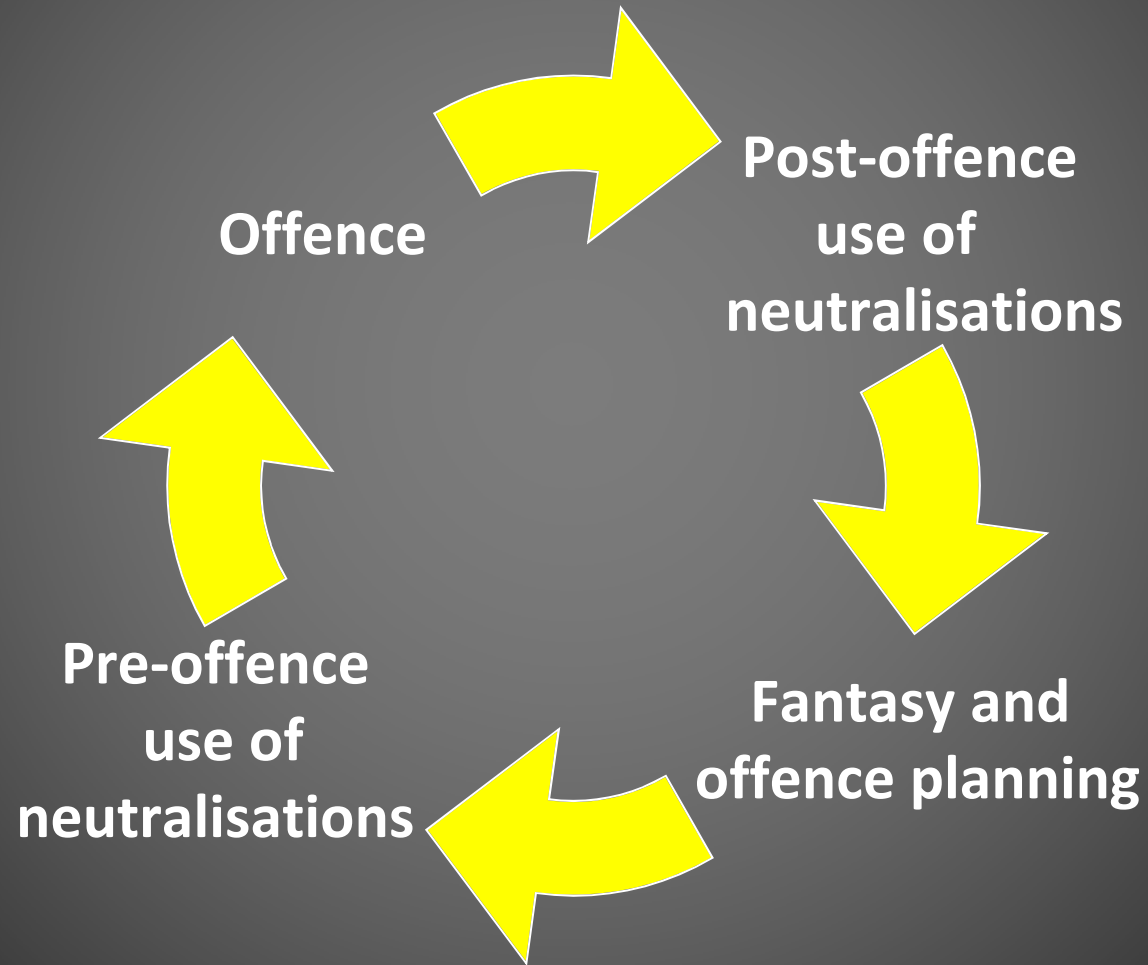 Offence
Post-offence
use of
neutralisations
Fantasy and
offence planning
Pre-offence
use of
neutralisations